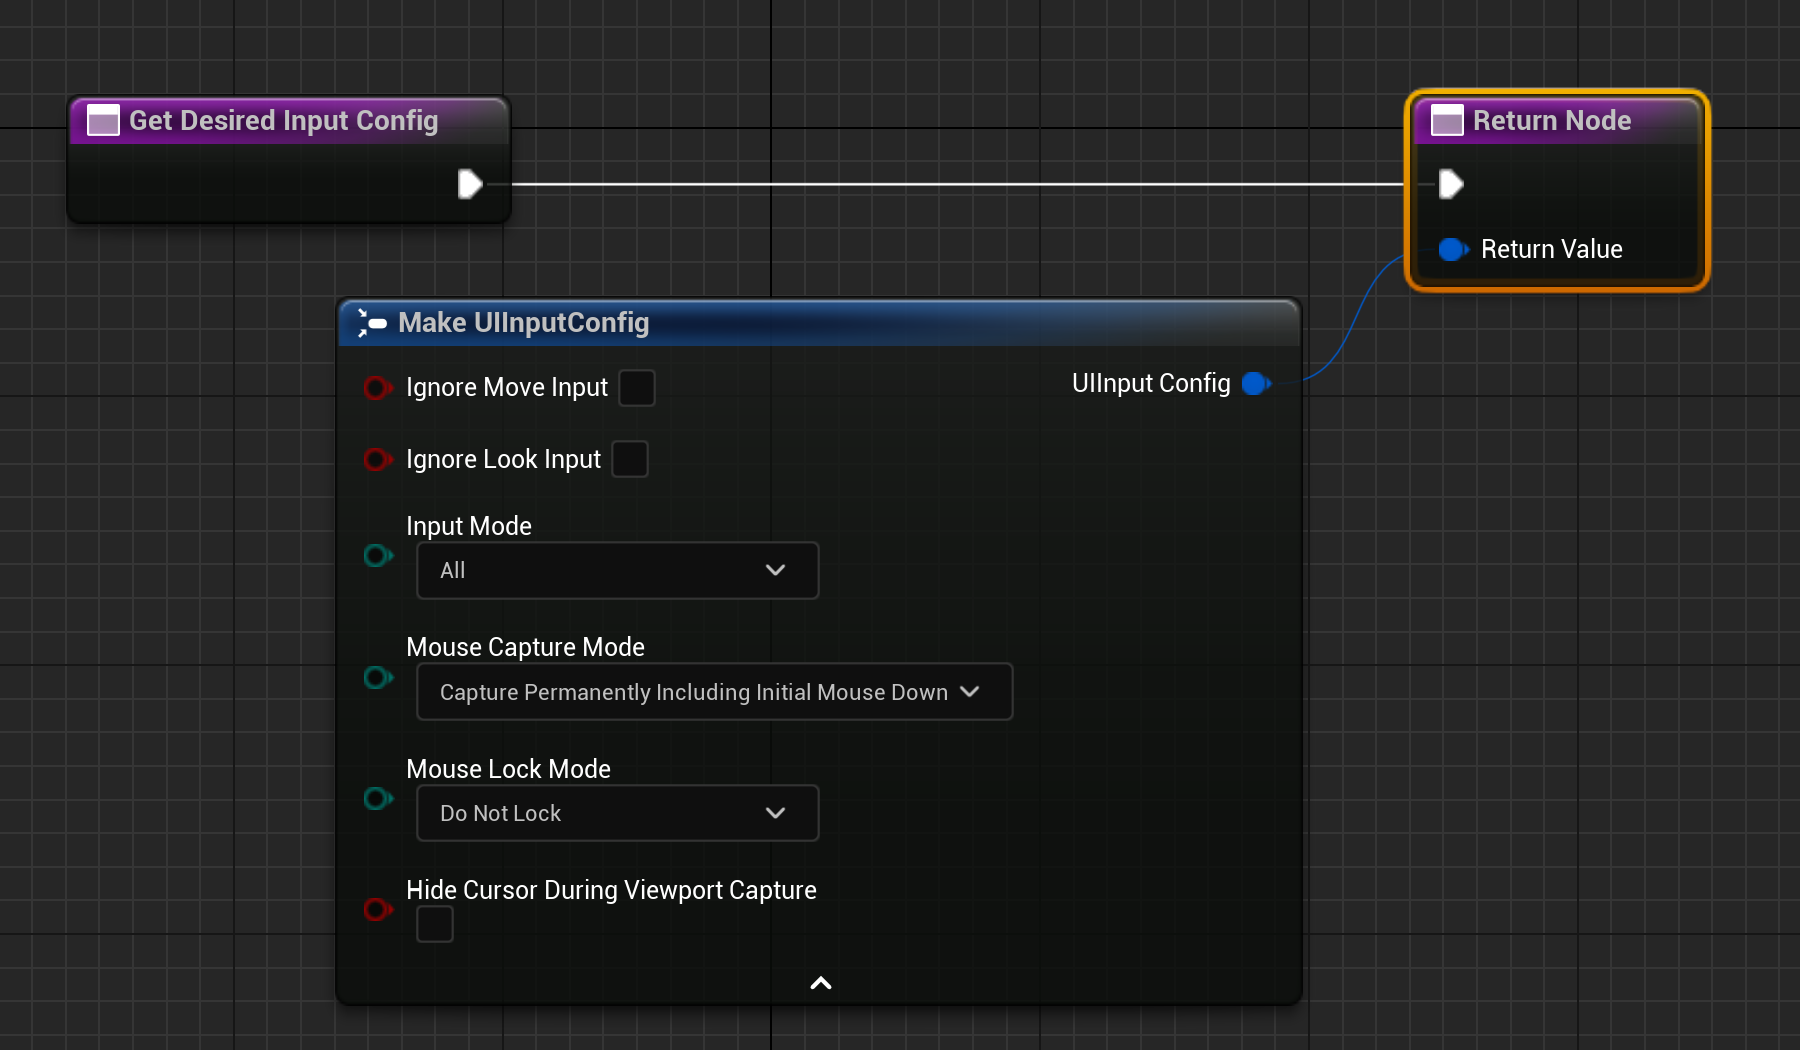 Get Desired Input Config
Return Node
Return Value
Make UIInputConfig
Ignore Move Input
UIInput Config
Ignore Look Input
Input Mode
All
Mouse Capture Mode
Capture Permanently Including Initial Mouse Down
Mouse Lock Mode
Do Not Lock
Hide Cursor During Viewport Capture